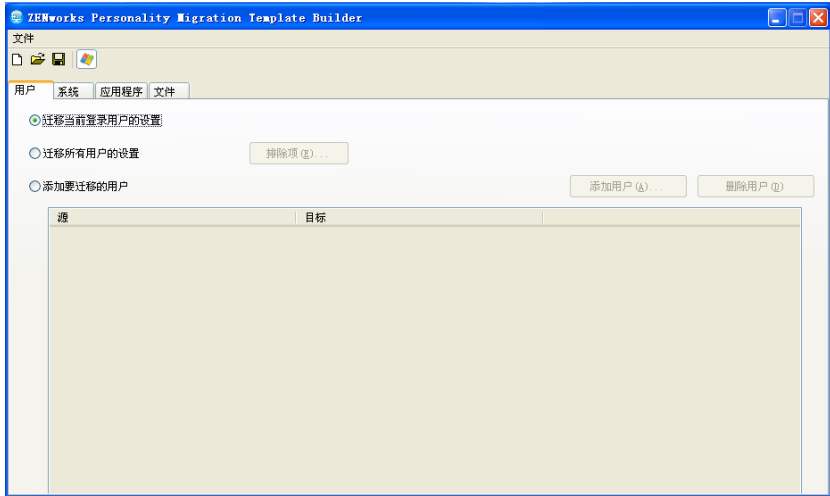 ZENworks Personality Migration Template Builder
文件
用户 系统 应用程序 文件
迁移当前登录用户的设置
迁移所有用户的设置 排除项(E)...
添加要迁移的用户 添加用户(A)... 删除用户(D)
源 目标